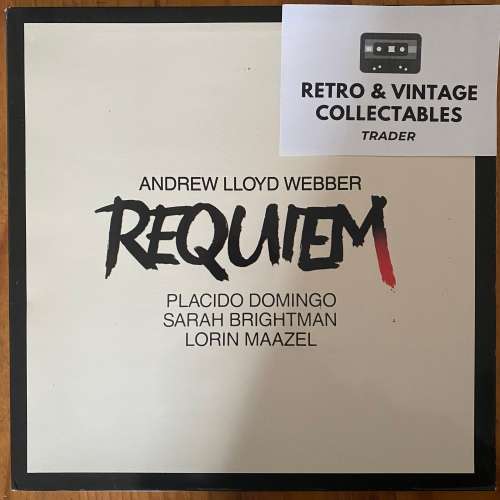 RETRO & VINTAGE
COLLECTABLES
TRADER
ANDREW LLOYD WEBBER
REQUIEM
PLACIDO DOMINGO
SARAH BRIGHTMAN
LORIN MAAZEL